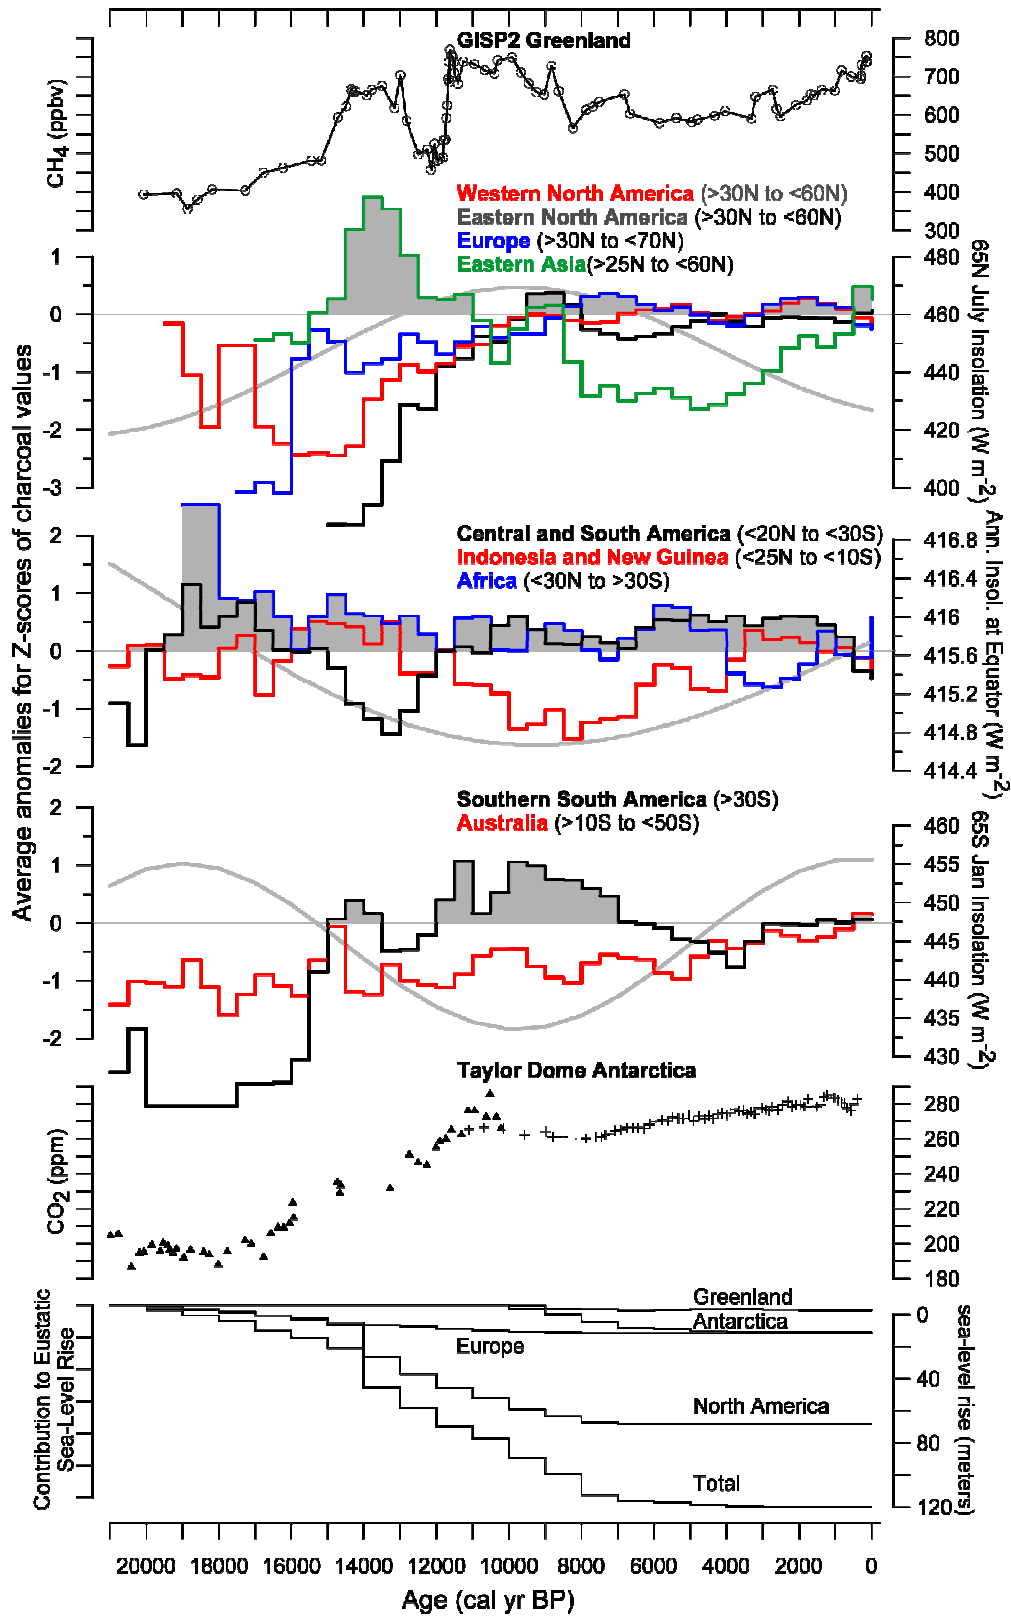 GISP2 Greenland
CH4 (ppbv)
800
700
600
500
400
300
Western North America (>30N to <60N)
Eastern North America (>30N to <60N)
Europe (>30N to <70N)
Eastern Asia(>25N to <60N)
1
0
-1
-2
-3
480
460
440
420
400
65N July Insolation (W m-2)
Average anomalies for Z-scores of charcoal values
Central and South America (<20N to <30S)
Indonesia and New Guinea (<25N to <10S)
Africa (<30N to >30S)
2
1
0
-1
-2
416.8
416.4
416
415.6
415.2
414.8
414.4
Ann. Insol. at Equator (W m-2)
Southern South America (>30S)
Australia (>10S to <50S)
2
1
0
-1
-2
460
455
450
445
440
435
430
65S Jan Insolation (W m-2)
Taylor Dome Antarctica
CO2 (ppm)
280
260
240
220
200
180
Contribution to Eustatic
Sea-Level Rise
Greenland
Antarctica
Europe
North America
Total
0
40
80
120
sea-level rise (meters)
20000 18000 16000 14000 12000 10000 8000 6000 4000 2000 0
Age (cal yr BP)